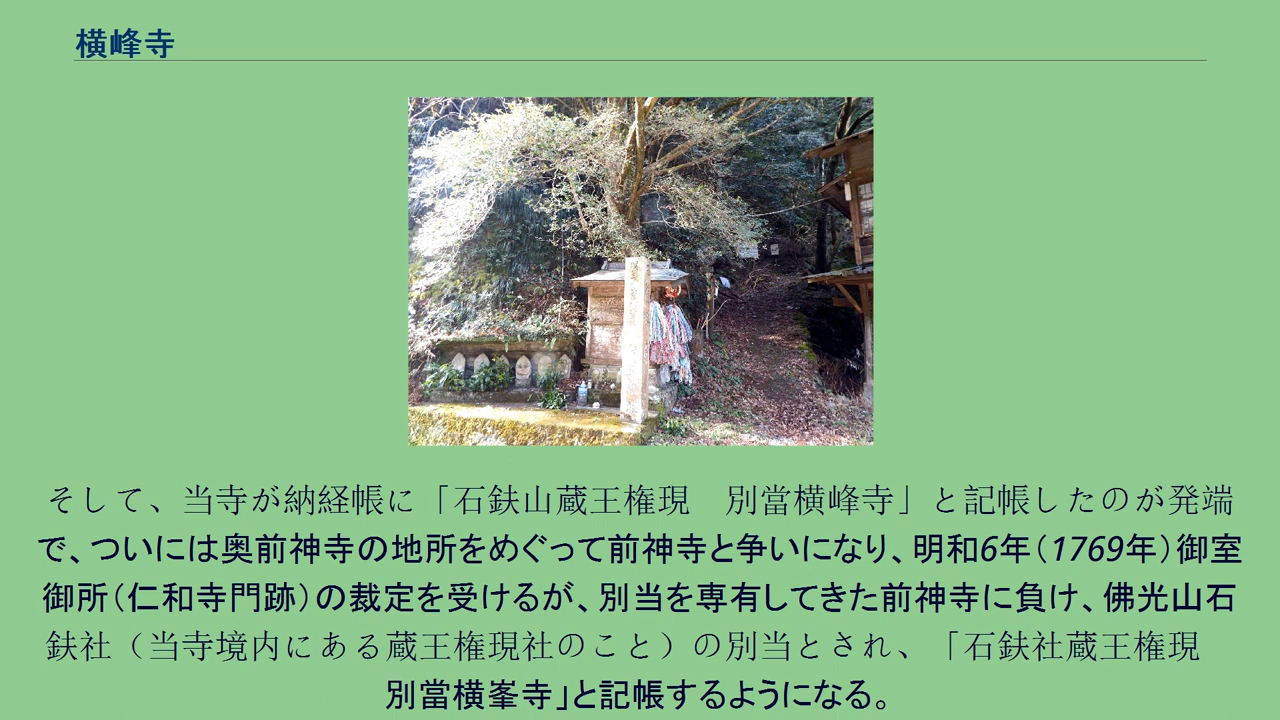 横峰寺
そして、当寺が納経帳に「石鈇山蔵王権現　別當横峰寺」と記帳したのが発端
で、ついには奥前神寺の地所をめぐって前神寺と争いになり、明和6年（1769年）御室
御所（仁和寺門跡）の裁定を受けるが、別当を専有してきた前神寺に負け、佛光山石
鈇社（当寺境内にある蔵王権現社のこと）の別当とされ、「石鈇社蔵王権現
別當横峯寺」と記帳するようになる。